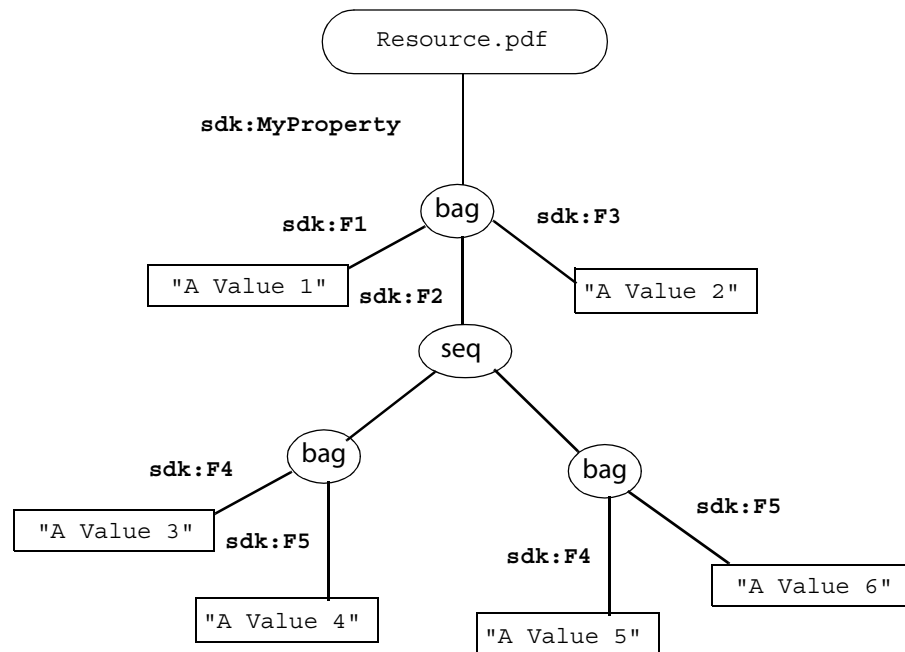 Resource.pdf
sdk:MyProperty
bag
sdk:F1
sdk:F3
"A Value 1"
sdk:F2
"A Value 2"
seq
bag
bag
sdk:F4
sdk:F5
"A Value 3"
sdk:F5
sdk:F4
"A Value 6"
"A Value 4"
"A Value 5"